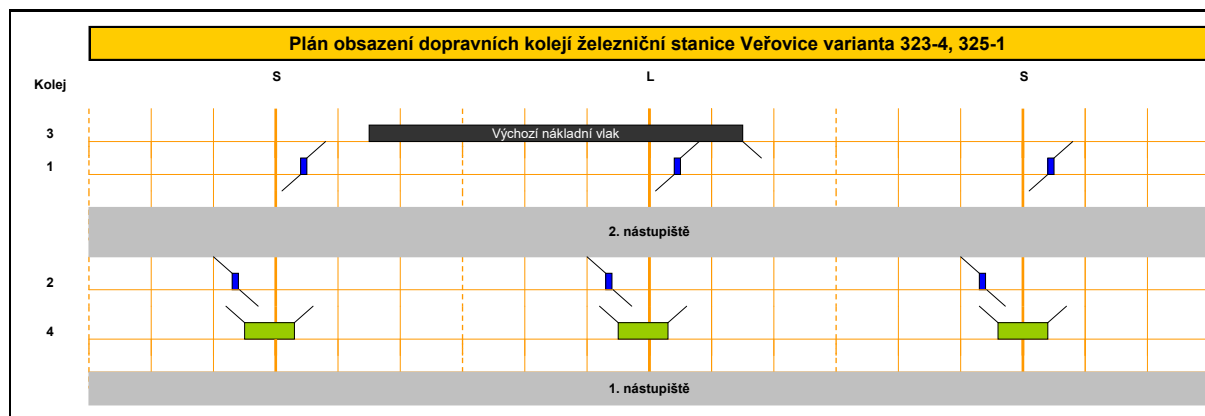 Plán obsazení dopravních kolejí železniční stanice Veřovice varianta 323-4, 325-1
S L S
Kolej
3 Výchozí nákladní vlak
1
2. nástupiště
2
4
1. nástupiště